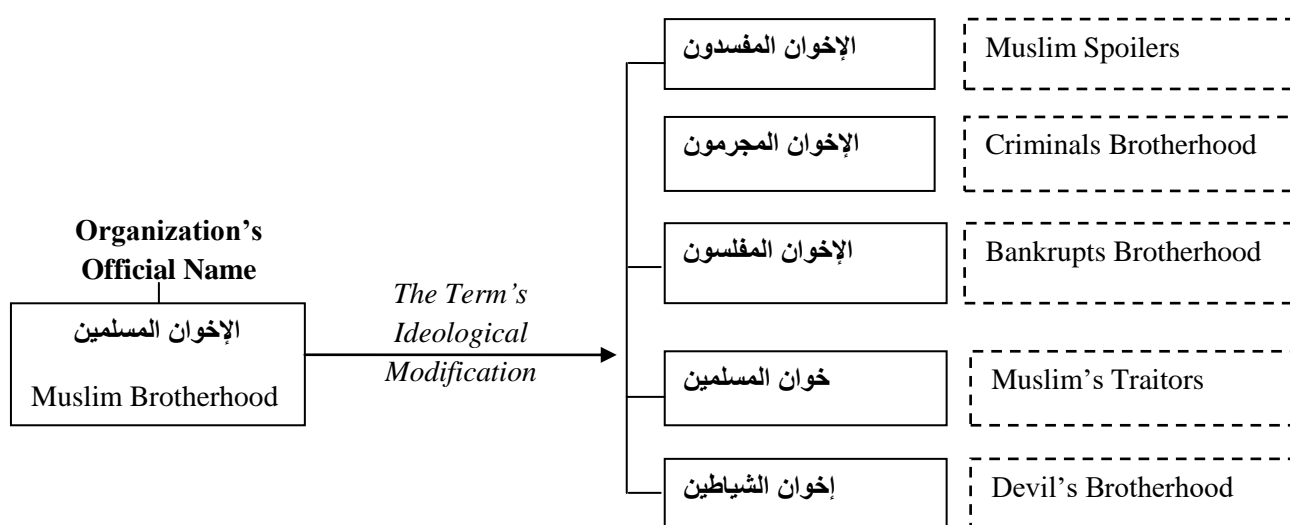 Organization's
Official Name
الإخوان المسلمين
Muslim Brotherhood
The Term's
Ideological
Modification
الإخوان المفسدون
Muslim Spoilers
الإخوان المجرمون
Criminals Brotherhood
الإخوان المفلسون
Bankrupts Brotherhood
خوان المسلمين
Muslim's Traitors
إخوان الشياطين
Devil's Brotherhood